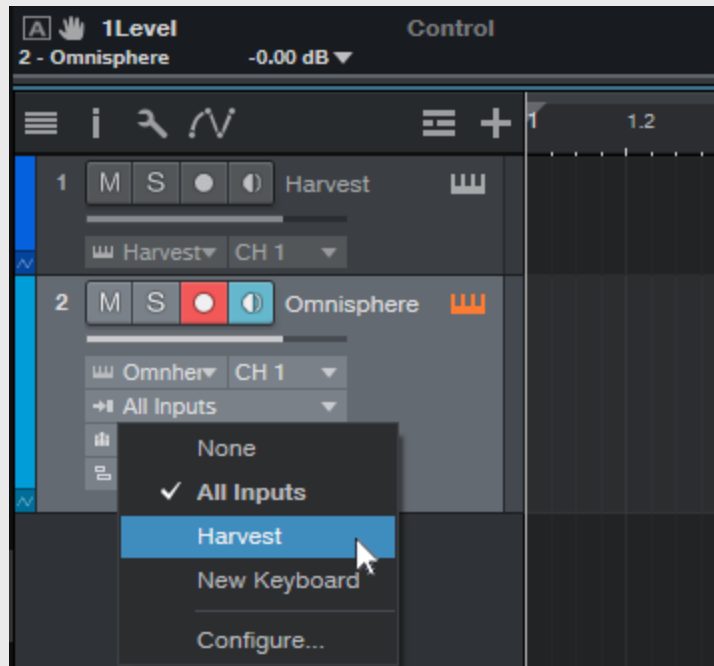 A 1Level Control
2 - Omnisphere -0.00 dB
i 1 1.2
1 M S Harvest
Harvest CH 1
2 M S Omnisphere
Omnher CH 1
All Inputs
None
All Inputs
Harvest
New Keyboard
Configure...